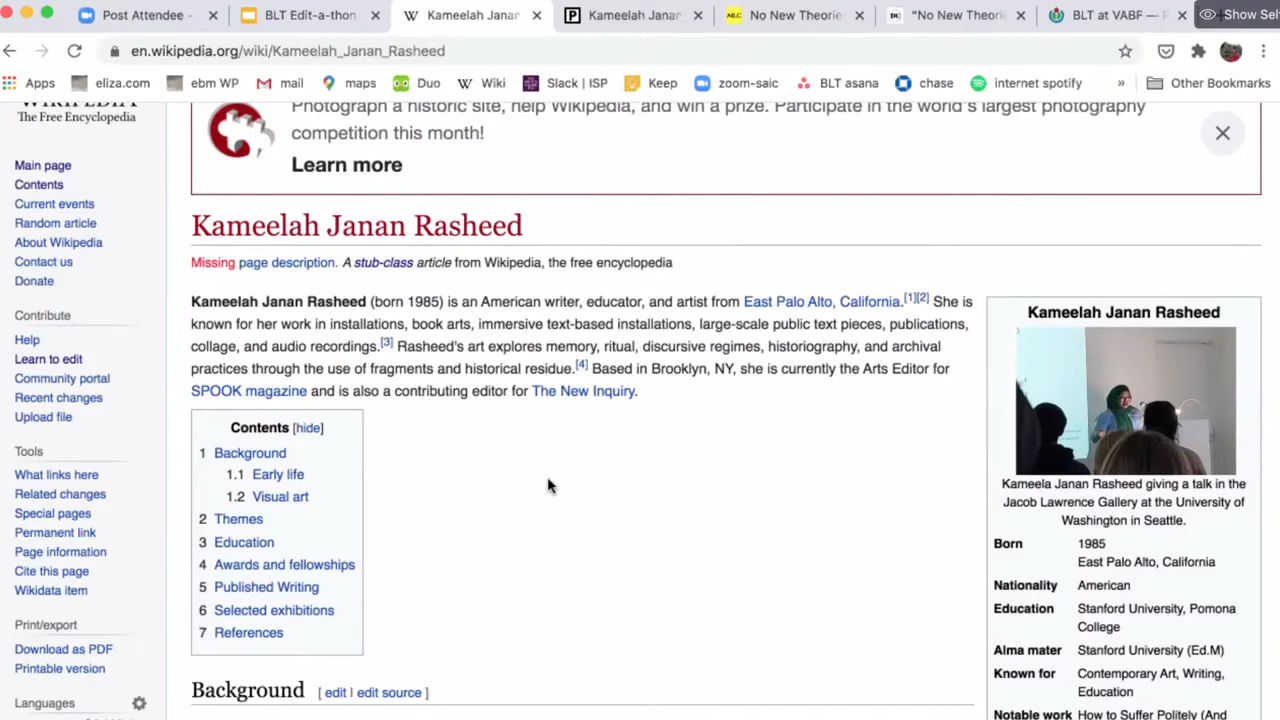 Post Attendee -
BLT Edit-a-thon
Kameelah Janan
Kameelah Janan
No New Theories
"No New Theori
BLT at VABF — P
Show Sel
en.wikipedia.org/wiki/Kameelah_Janan_Rasheed
Apps
eliza.com
ebm WP
mail
maps
Duo
Wiki
Slack | ISP
Keep
zoom-saic
BLT asana
chase
internet spotify
»
Other Bookmarks
WIKIPEDIA
The Free Encyclopedia
Main page
Contents
Current events
Random article
About Wikipedia
Contact us
Donate
Contribute
Help
Learn to edit
Community portal
Recent changes
Upload file
Tools
What links here
Related changes
Special pages
Permanent link
Page information
Cite this page
Wikidata item
Print/export
Download as PDF
Printable version
Languages
Photograph a historic site, help Wikipedia, and win a prize. Participate in the world's largest photography
competition this month!
Learn more
Kameelah Janan Rasheed
Missing page description. A stub-class article from Wikipedia, the free encyclopedia
Kameelah Janan Rasheed (born 1985) is an American writer, educator, and artist from East Palo Alto, California.[1][2] She is
known for her work in installations, book arts, immersive text-based installations, large-scale public text pieces, publications,
collage, and audio recordings.[3] Rasheed's art explores memory, ritual, discursive regimes, historiography, and archival
practices through the use of fragments and historical residue.[4] Based in Brooklyn, NY, she is currently the Arts Editor for
SPOOK magazine and is also a contributing editor for The New Inquiry.
Contents [hide]
1 Background
1.1 Early life
1.2 Visual art
2 Themes
3 Education
4 Awards and fellowships
5 Published Writing
6 Selected exhibitions
7 References
Background [ edit | edit source ]
Kameelah Janan Rasheed
Kameela Janan Rasheed giving a talk in the
Jacob Lawrence Gallery at the University of
Washington in Seattle.
Born 1985
East Palo Alto, California
Nationality American
Education Stanford University, Pomona
College
Alma mater Stanford University (Ed.M)
Known for Contemporary Art, Writing,
Education
Notable work How to Suffer Politely (And